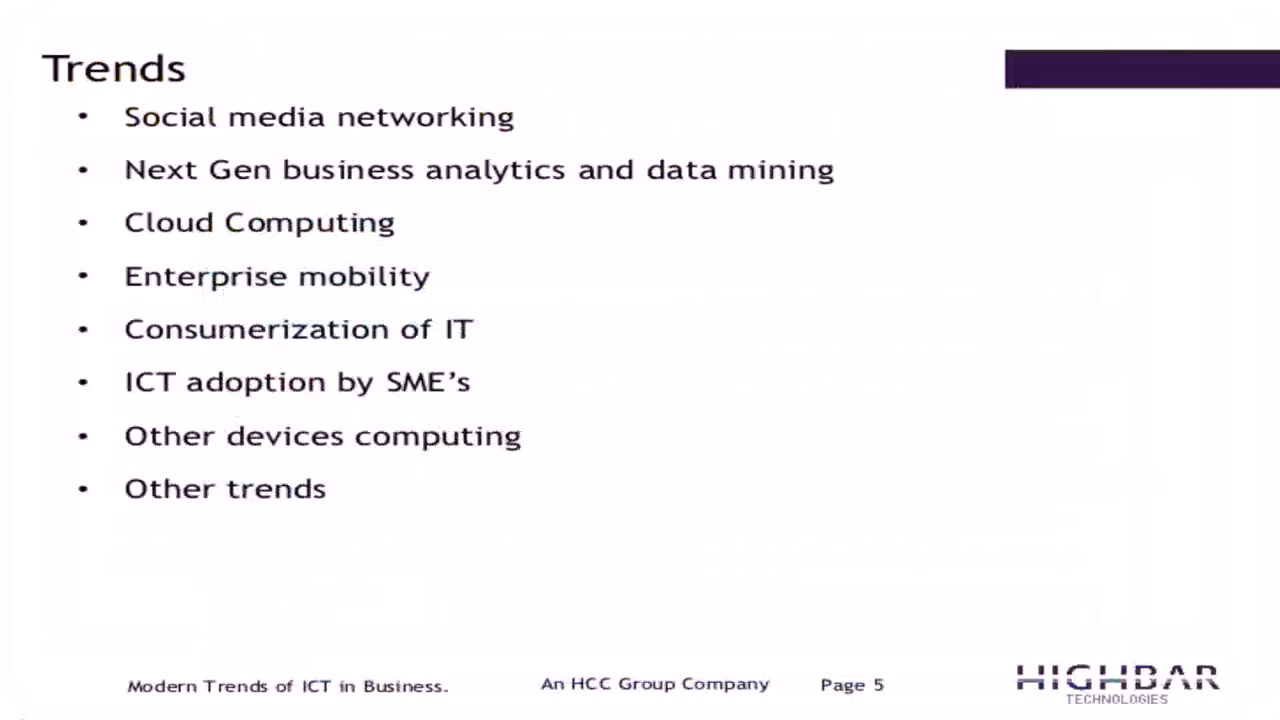 Trends
• Social media networking
• Next Gen business analytics and data mining
• Cloud Computing
• Enterprise mobility
• Consumerization of IT
• ICT adoption by SME's
• Other devices computing
• Other trends
Modern Trends of ICT in Business. An HCC Group Company Page 5
HIGHBAR
TECHNOLOGIES